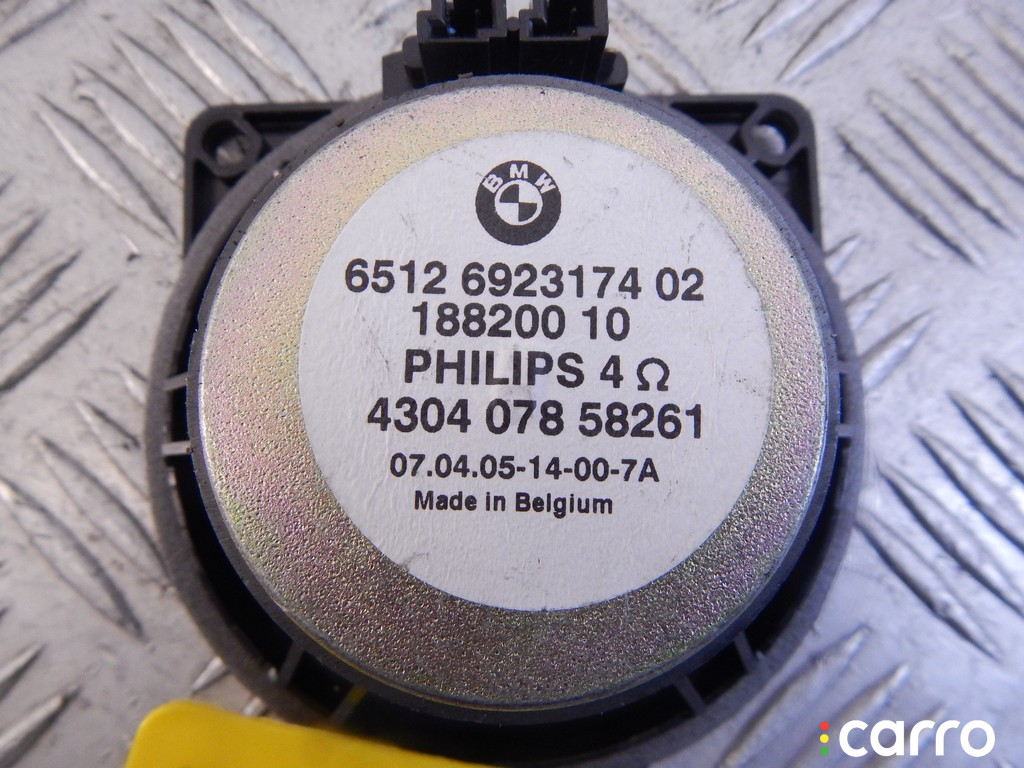 BMW
6512 6923174 02
188200 10
PHILIPS 4 Ω
4304 078 58261
07.04.05-14-00-7A
Made in Belgium
carro